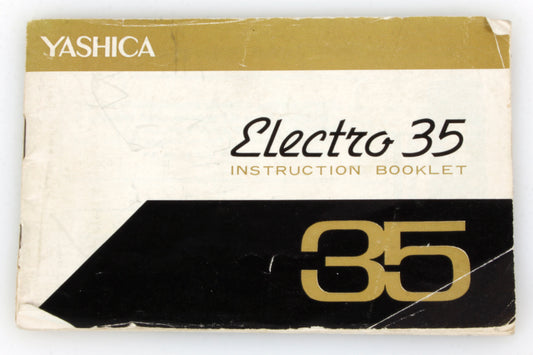 YASHICA
Electro 35
INSTRUCTION BOOKLET
35